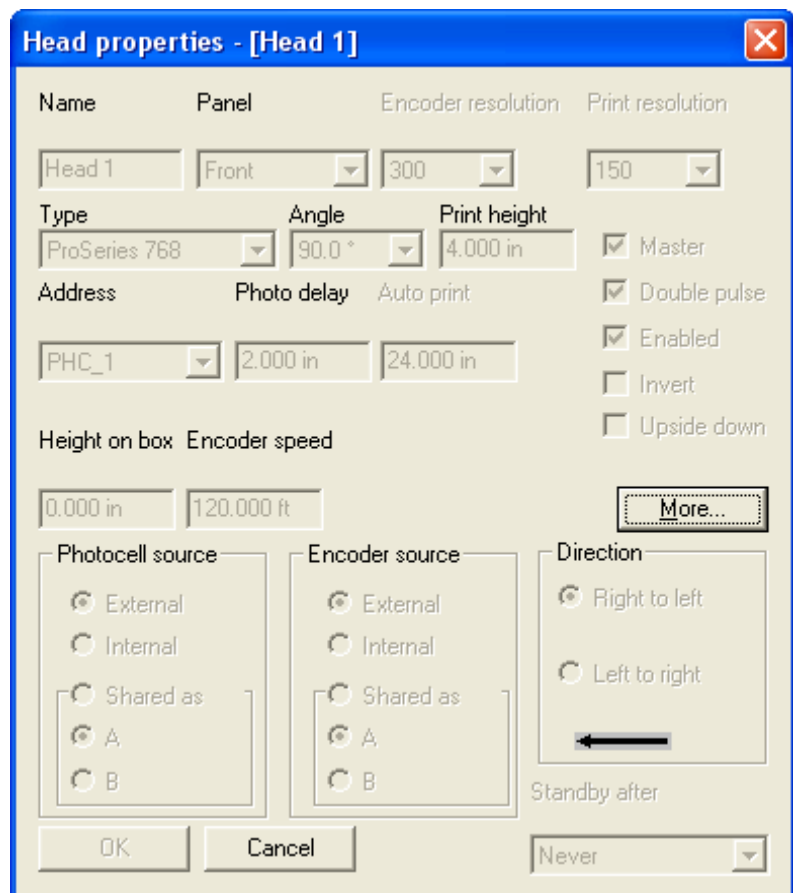 Head properties - [Head 1]
Name Panel Encoder resolution Print resolution
Head 1 Front 300 150
Type Angle Print height
ProSeries 768 90.0 ° 4.000 in Master
Address Photo delay Auto print Double pulse
Enabled
PHC_1 2.000 in 24.000 in
Invert
Height on box Encoder speed Upside down
0.000 in 120.000 ft More...
Photocell source Encoder source Direction
External External Right to left
Internal Internal
Shared as Shared as Left to right
A A
B B Standby after
OK Cancel Never